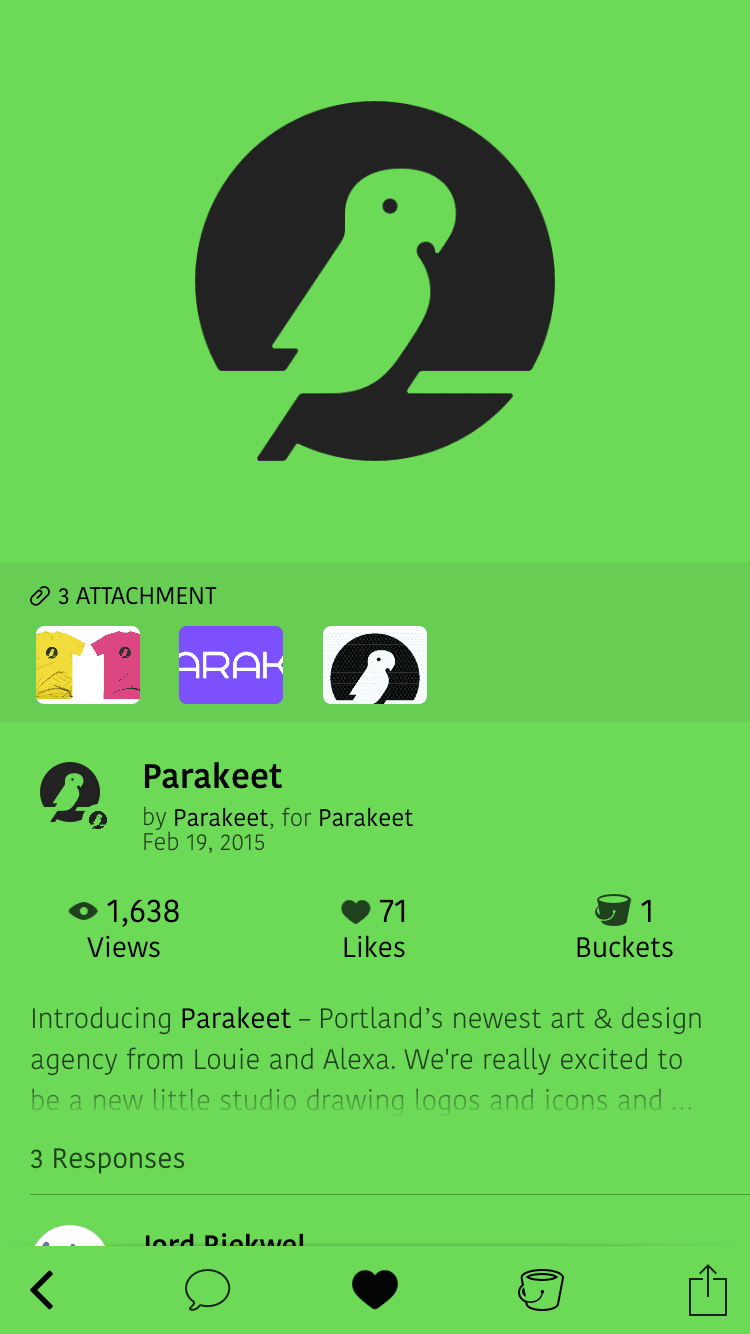 3 ATTACHMENT
ARAK
Parakeet
by Parakeet, for Parakeet
Feb 19, 2015
1,638
71
1
Views
Likes
Buckets
Introducing Parakeet – Portland’s newest art & design
agency from Louie and Alexa. We're really excited to
be a new little studio drawing logos and icons and ...
3 Responses